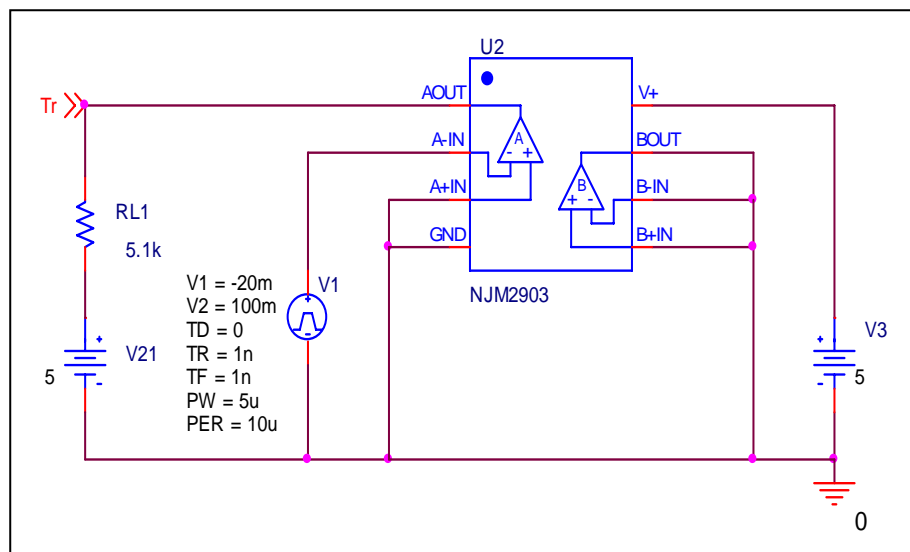 U2
Tr
AOUT
V+
A-IN
A
BOUT
- +
A+IN
B
B-IN
+ -
RL1
GND
B+IN
5.1k
V1 = -20m
V1
NJM2903
V2 = 100m
+
TD = 0
-
TR = 1n
+
V21
TF = 1n
+
V3
5
-
PW = 5u
5
-
PER = 10u
0